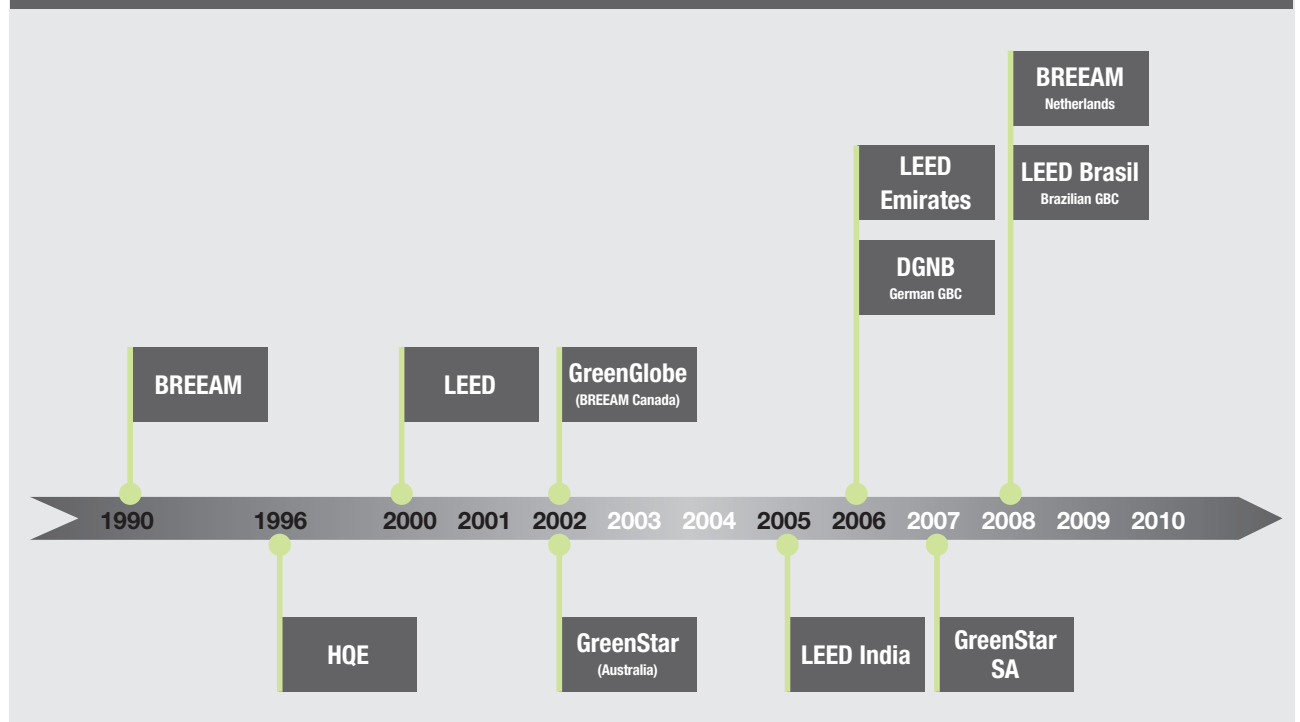 BREEAM
Netherlands
LEED
Emirates
LEED Brasil
Brazilian GBC
DGNB
German GBC
BREEAM
LEED
GreenGlobe
(BREEAM Canada)
1990 1996 2000 2001 2002 2003 2004 2005 2006 2007 2008 2009 2010
HQE
GreenStar
(Australia)
LEED India
GreenStar
SA